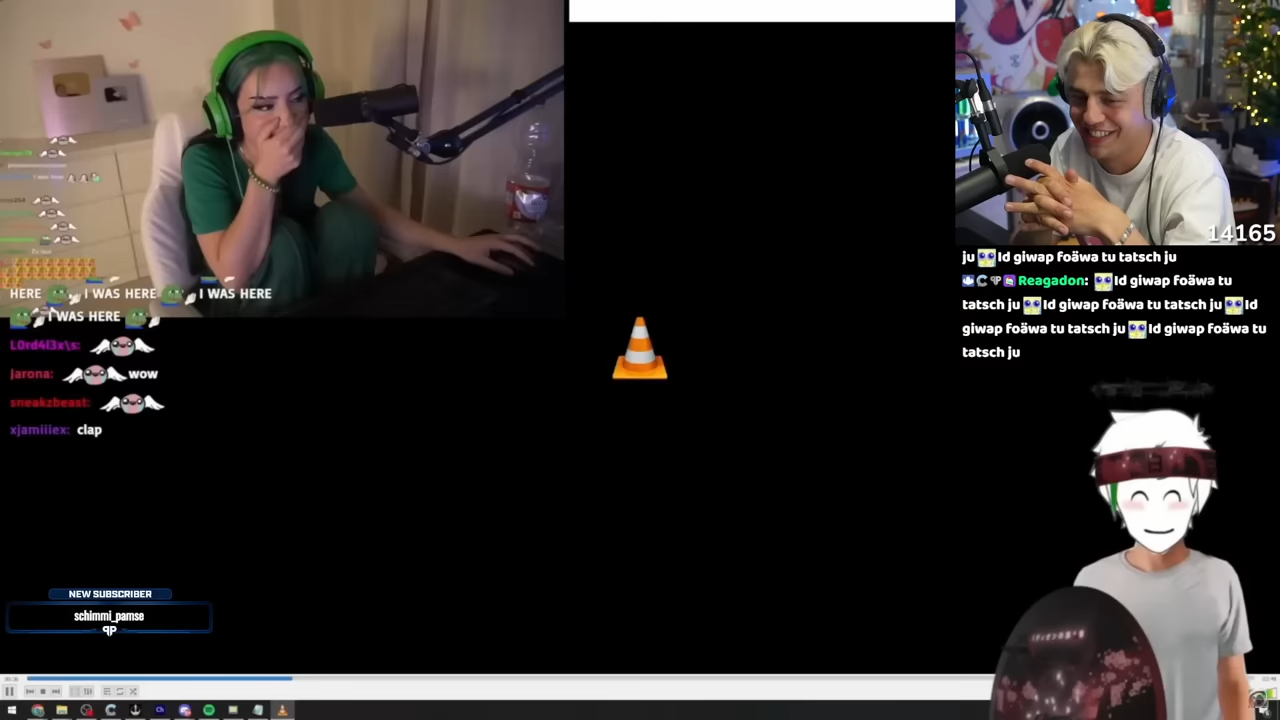 HERE I WAS HERE I WAS HERE
I WAS HERE
L0rd4l3x\s:
Jarona: wow
sneakzbeast:
xjamiiiex: clap
NEW SUBSCRIBER
schimmi_pamse
14165
ju Id giwap foäwa tu tatsch ju
Reagadon: Id giwap foäwa tu
tatsch ju Id giwap foäwa tu tatsch ju Id
giwap foäwa tu tatsch ju Id giwap foäwa tu
tatsch ju